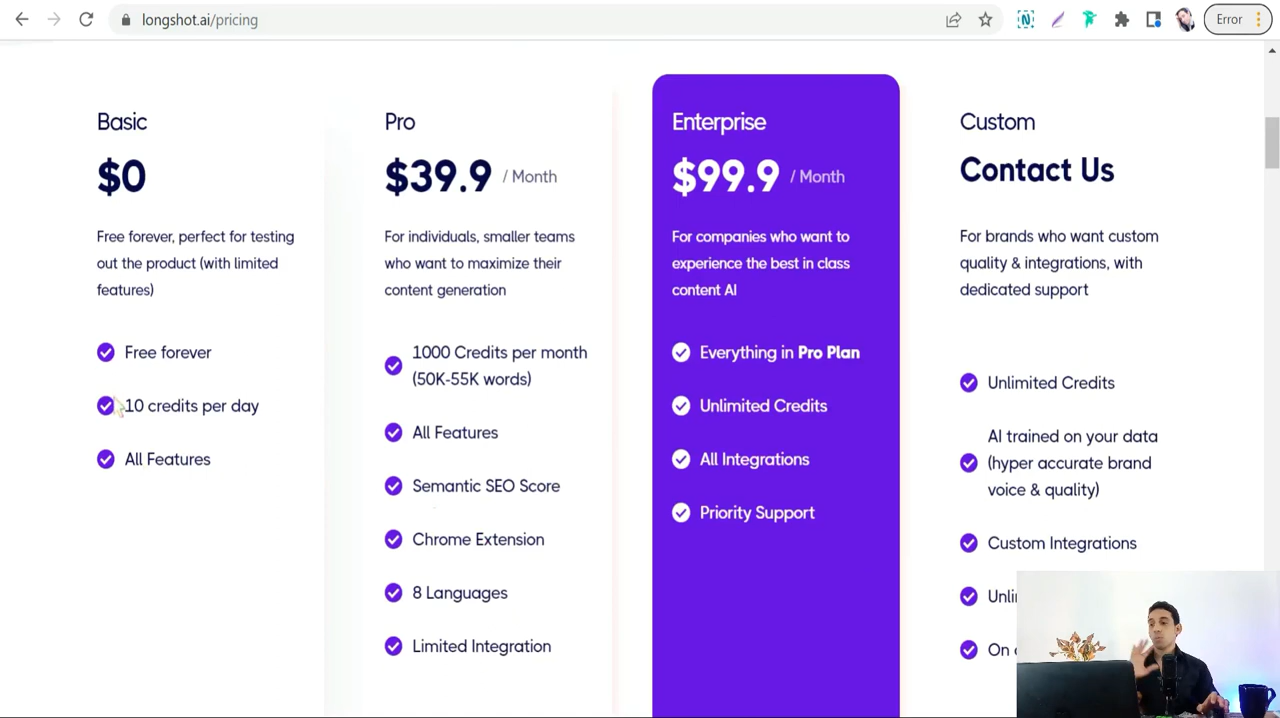 longshot.ai/pricing
Error
Basic
$0
Free forever, perfect for testing
out the product (with limited
features)
Free forever
10 credits per day
All Features
Pro
$39.9 / Month
For individuals, smaller teams
who want to maximize their
content generation
1000 Credits per month
(50K-55K words)
All Features
Semantic SEO Score
Chrome Extension
8 Languages
Limited Integration
Enterprise
$99.9 / Month
For companies who want to
experience the best in class
content AI
Everything in Pro Plan
Unlimited Credits
All Integrations
Priority Support
Custom
Contact Us
For brands who want custom
quality & integrations, with
dedicated support
Unlimited Credits
AI trained on your data
(hyper accurate brand
voice & quality)
Custom Integrations
On